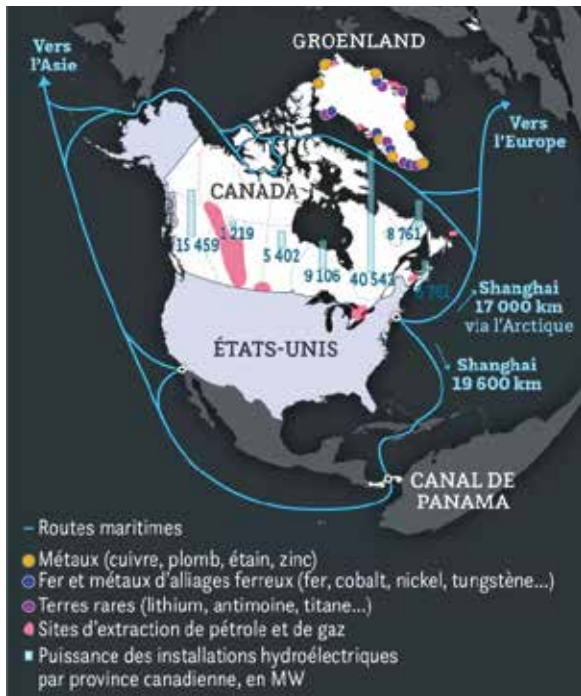 Vers
l'Asie
GROENLAND
Vers
l'Europe
CANADA
15 459
1 219
5 402
9 106
40 543
8 761
Shanghai
17 000 km
via l'Arctique
ÉTATS-UNIS
Shanghai
19 600 km
CANAL DE
PANAMA
Routes maritimes
Métaux (cuivre, plomb, étain, zinc)
Fer et métaux d'alliages ferreux (fer, cobalt, nickel, tungstène...)
Terres rares (lithium, antimoine, titane...)
Sites d'extraction de pétrole et de gaz
Puissance des installations hydroélectriques
par province canadienne, en MW